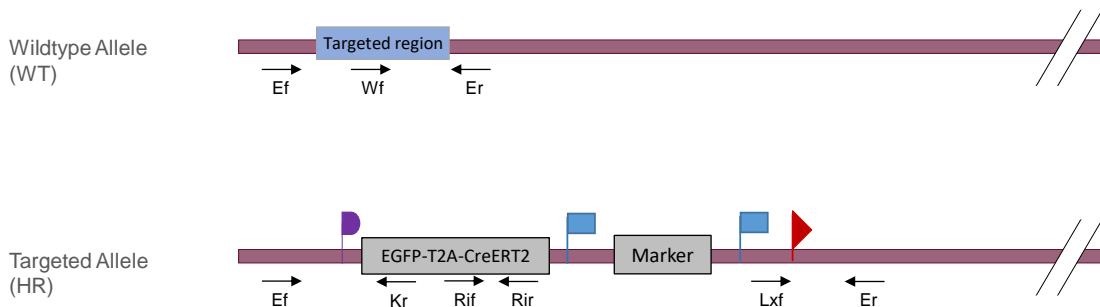 Wildtype Allele
(WT)
Targeted region
Ef
Wf
Er
Targeted Allele
(HR)
EGFP-T2A-CreERT2
Marker
Ef
Kr
Rif
Rir
Lxf
Er